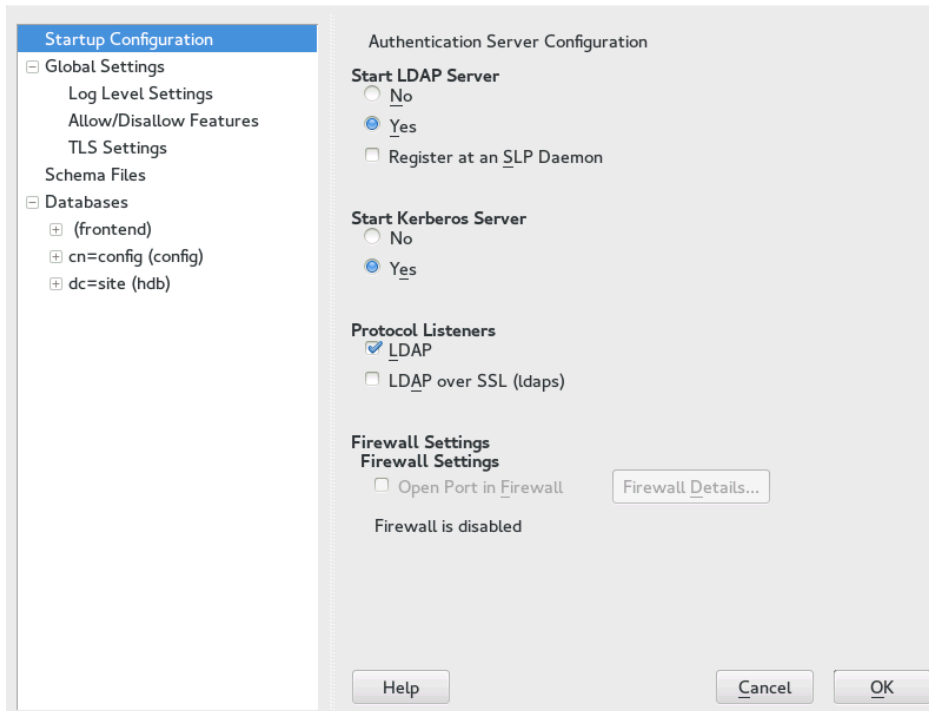 Startup Configuration
Global Settings
Log Level Settings
Allow/Disallow Features
TLS Settings
Schema Files
Databases
(frontend)
cn=config (config)
dc=site (hdb)
Authentication Server Configuration
Start LDAP Server
No
Yes
Register at an SLP Daemon
Start Kerberos Server
No
Yes
Protocol Listeners
LDAP
LDAP over SSL (ldaps)
Firewall Settings
Firewall Settings
Open Port in Firewall
Firewall Details...
Firewall is disabled
Help
Cancel
OK